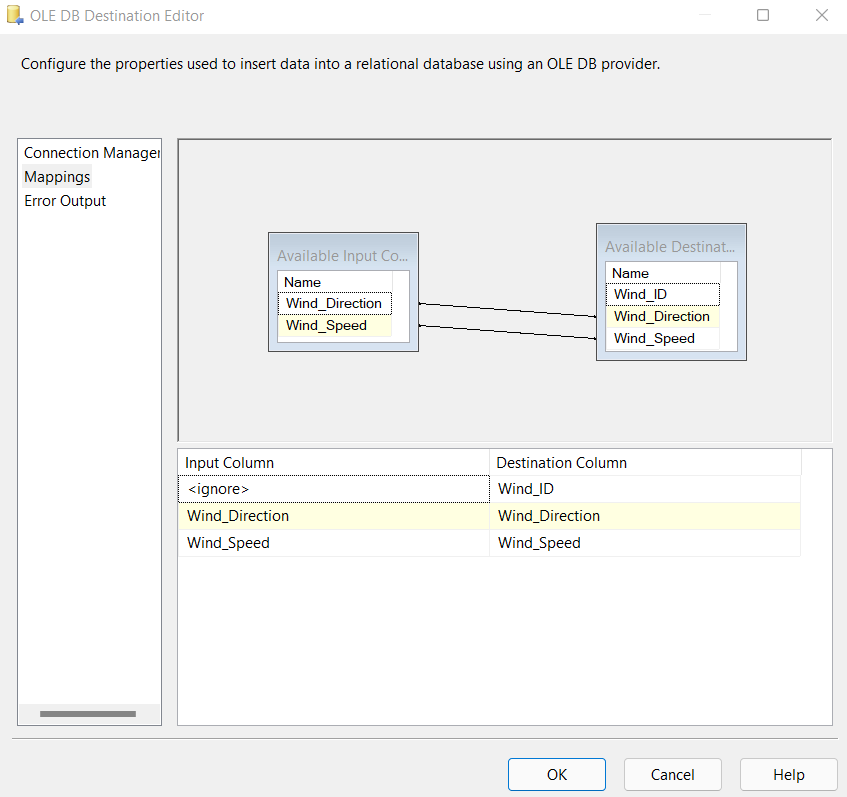 OLE DB Destination Editor
Configure the properties used to insert data into a relational database using an OLE DB provider.
Connection Manager
Mappings
Error Output
Available Input Co...
Name
Wind_Direction
Wind_Speed
Available Destinat...
Name
Wind_ID
Wind_Direction
Wind_Speed
Input Column Destination Column
<ignore> Wind_ID
Wind_Direction Wind_Direction
Wind_Speed Wind_Speed
OK Cancel Help